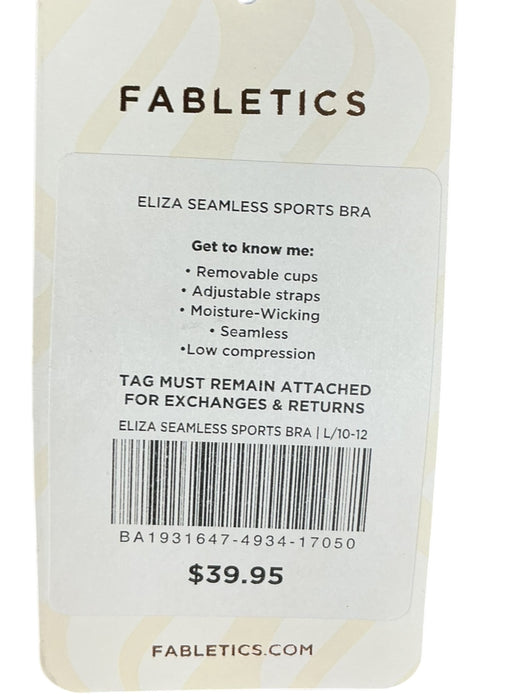 FABLETICS
ELIZA SEAMLESS SPORTS BRA
Get to know me:
• Removable cups
• Adjustable straps
• Moisture-Wicking
• Seamless
•Low compression
TAG MUST REMAIN ATTACHED
FOR EXCHANGES & RETURNS
ELIZA SEAMLESS SPORTS BRA | L/10-12
BA1931647-4934-17050
$39.95
FABLETICS.COM